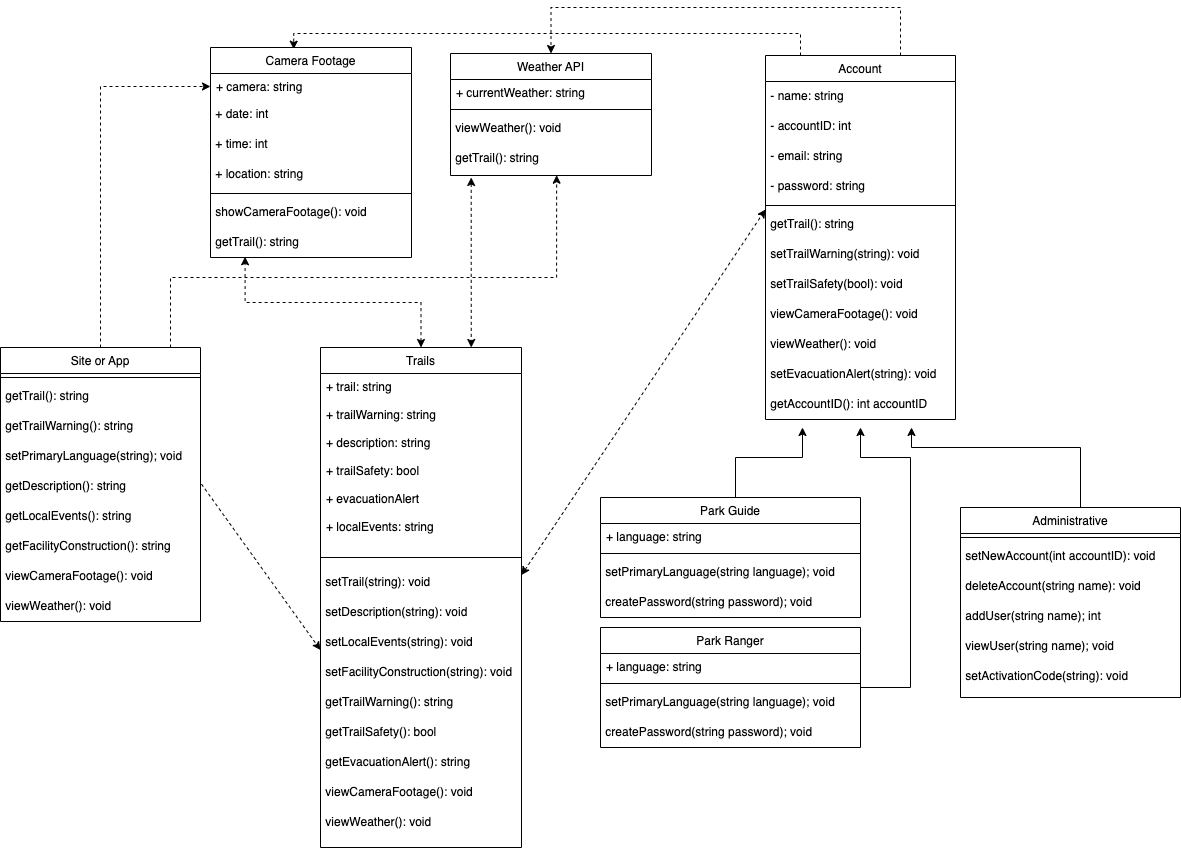 Camera Footage
+ camera: string
+ date: int
+ time: int
+ location: string
showCameraFootage(): void
getTrail(): string
Weather API
+ currentWeather: string
viewWeather(): void
getTrail(): string
Account
- name: string
- accountID: int
- email: string
- password: string
getTrail(): string
setTrailWarning(string): void
setTrailSafety(bool): void
viewCameraFootage(): void
viewWeather(): void
setEvacuationAlert(string): void
getAccountID(): int accountID
Site or App
getTrail(): string
getTrailWarning(): string
setPrimaryLanguage(string); void
getDescription(): string
getLocalEvents(): string
getFacilityConstruction(): string
viewCameraFootage(): void
viewWeather(): void
Trails
+ trail: string
+ trailWarning: string
+ description: string
+ trailSafety: bool
+ evacuationAlert
+ localEvents: string
setTrail(string): void
setDescription(string): void
setLocalEvents(string): void
setFacilityConstruction(string): void
getTrailWarning(): string
getTrailSafety(): bool
getEvacuationAlert(): string
viewCameraFootage(): void
viewWeather(): void
Park Guide
+ language: string
setPrimaryLanguage(string language); void
createPassword(string password); void
Park Ranger
+ language: string
setPrimaryLanguage(string language); void
createPassword(string password); void
Administrative
setNewAccount(int accountID): void
deleteAccount(string name): void
addUser(string name); int
viewUser(string name); void
setActivationCode(string): void